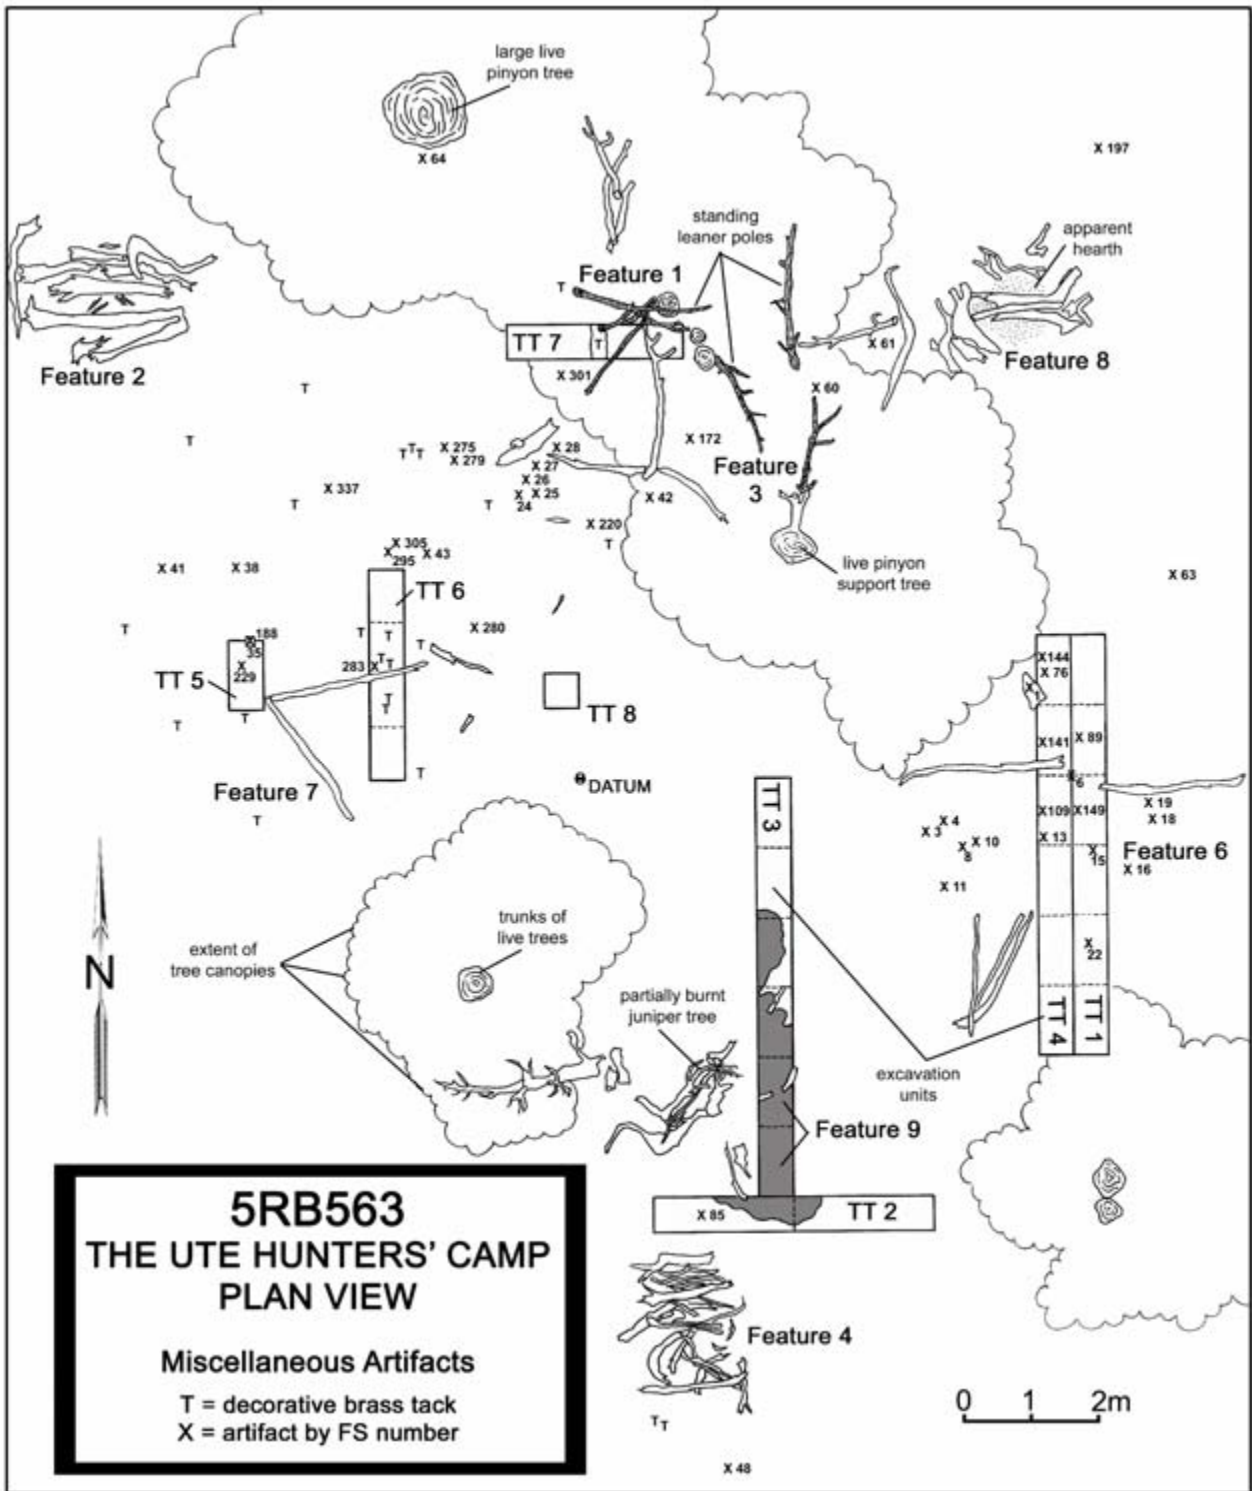 large live
pinyon tree
X 64
X 197
standing
leaner poles
apparent
hearth
Feature 1
T
TT 7
T
X 61
Feature 8
Feature 2
X 301
T
X 60
T
T T T
X 275
X 279
X 28
X 27
X 26
X 25
X
24
X 172
Feature
3
X 337
T
T
X 42
X 220
T
X 305
X
295
X 43
live pinyon
support tree
X 41
X 38
X 63
TT 6
T
188
X
35
X
229
T
T
T
X 280
283 X
T T
TT 5
T
T
T
T
TT 8
T
X144
X 76
X 1
X141
X 89
X
6
Feature 7
T
DATUM
TT 3
X 4
X 3
X 10
X
8
X 11
X109
X149
X 13
X 19
X 18
X
15
Feature 6
X 16
N
extent of
tree canopies
trunks of
live trees
X
22
partially burnt
juniper tree
TT 4
TT 1
excavation
units
Feature 9
X 85
TT 2
5RB563
THE UTE HUNTERS' CAMP
PLAN VIEW
Miscellaneous Artifacts
T = decorative brass tack
X = artifact by FS number
Feature 4
T T
X 48
0 1 2m